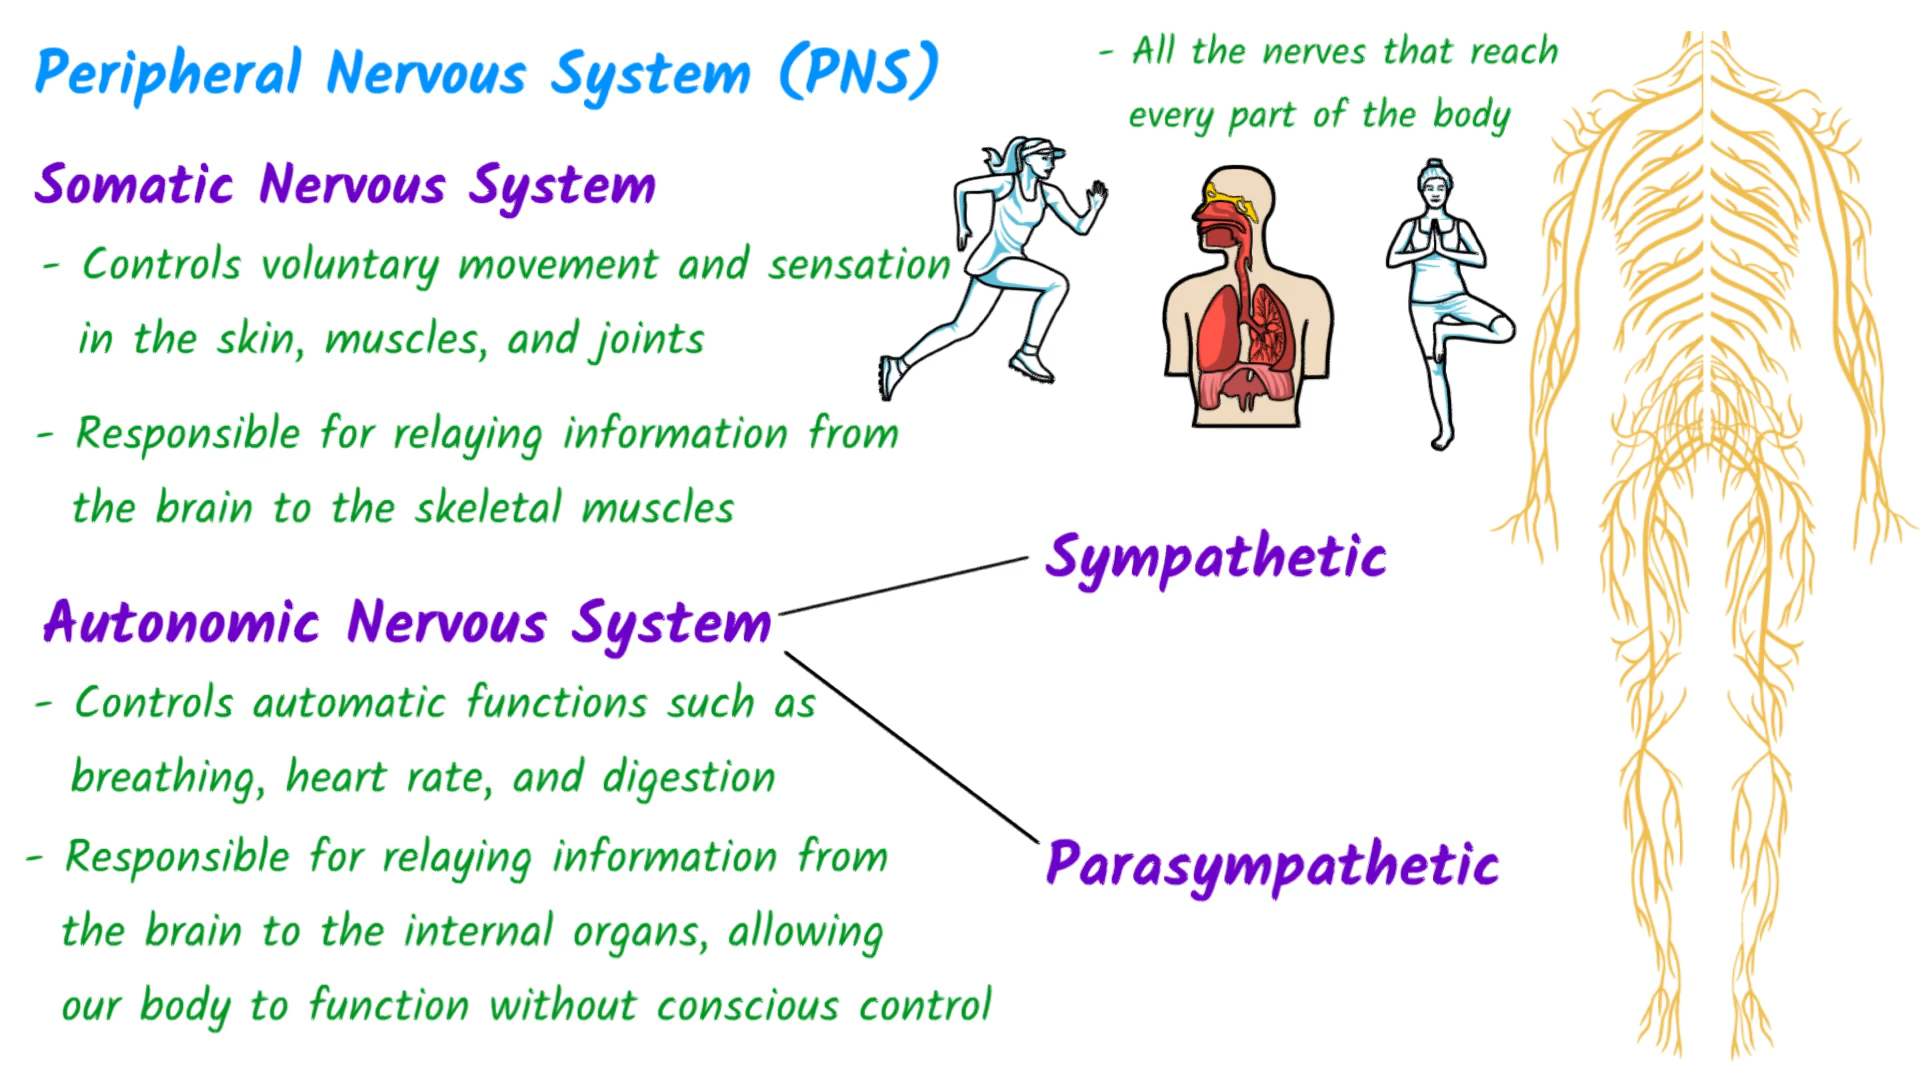 Peripheral Nervous System (PNS)
- All the nerves that reach
every part of the body
Somatic Nervous System
- Controls voluntary movement and sensation
in the skin, muscles, and joints
- Responsible for relaying information from
the brain to the skeletal muscles
Autonomic Nervous System
- Controls automatic functions such as
breathing, heart rate, and digestion
- Responsible for relaying information from
the brain to the internal organs, allowing
our body to function without conscious control
Sympathetic
Parasympathetic